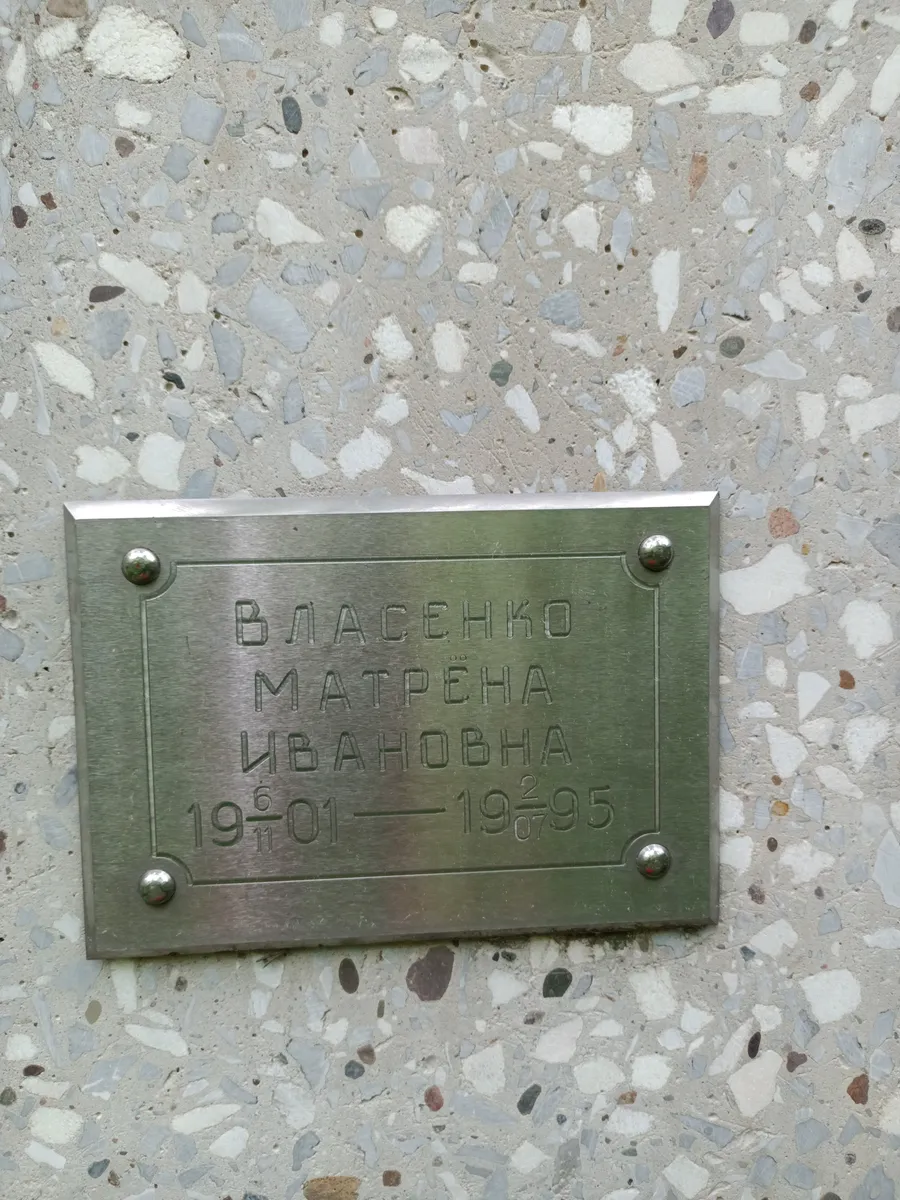 ВЛАСЕНКО
МАТРЁНА
ИВАНОВНА
19 6/11 01 — 19 2/07 95